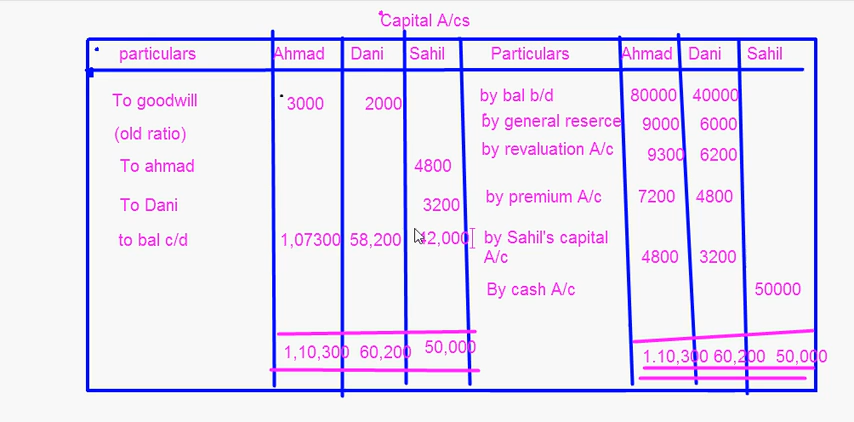 Capital A/cs
particulars Ahmad Dani Sahil Particulars Ahmad Dani Sahil
To goodwill 3000 2000 by bal b/d 80000 40000
(old ratio) by general reserce 9000 6000
To ahmad 4800 by revaluation A/c 9300 6200
To Dani 3200 by premium A/c 7200 4800
to bal c/d 1,07300 58,200 42,000 by Sahil's capital
A/c 4800 3200
By cash A/c 50000
1,10,300 60,200 50,000 1.10,300 60,200 50,000